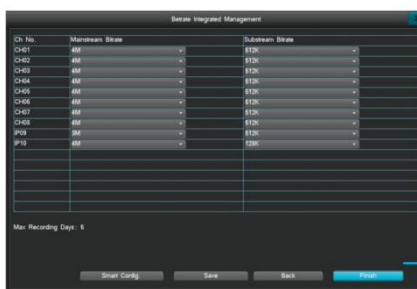 Bitrate Integrated Management
Ch No. Mainstream Bitrate Substream Bitrate
CH01 4M 512K
CH02 4M 512K
CH03 4M 512K
CH04 4M 512K
CH05 4M 512K
CH06 4M 512K
CH07 4M 512K
CH08 4M 512K
IP09 3M 512K
IP10 4M 128K
Max Recording Days: 6
Smart Config. Save Back Finish